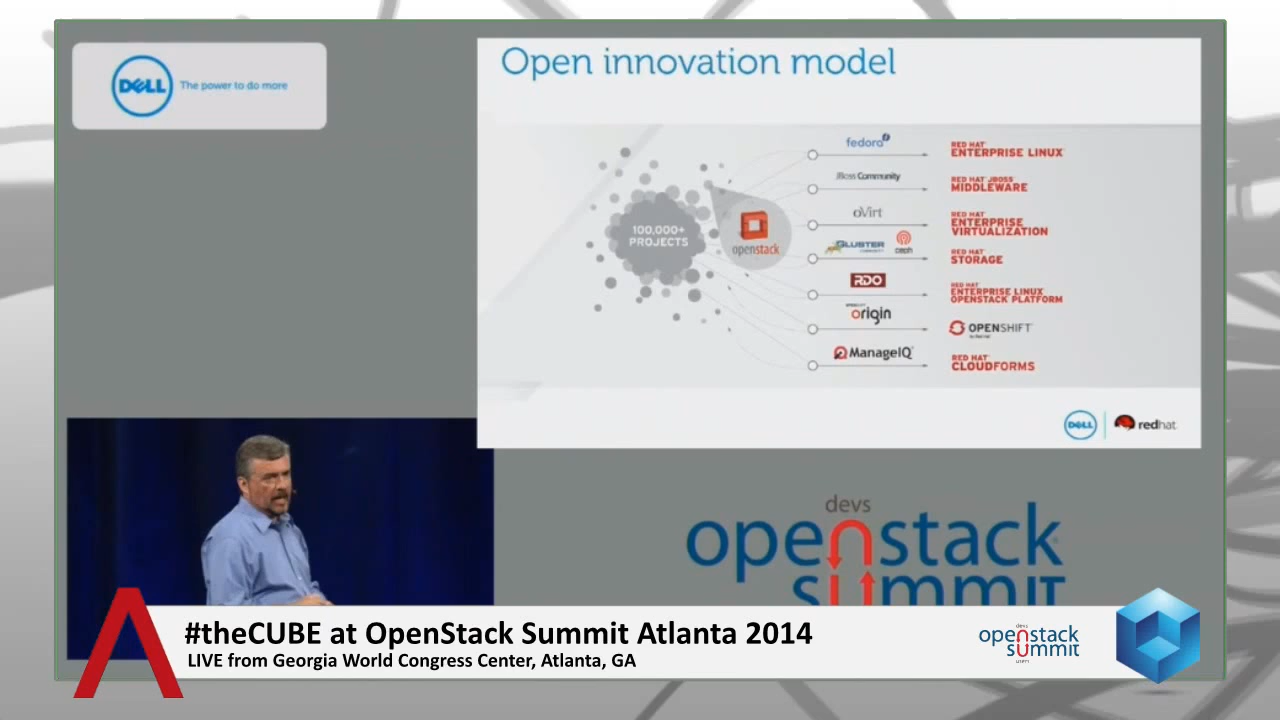 DELL
The power to do more
Open innovation model
100,000+
PROJECTS
openstack
fedora
RED HAT
ENTERPRISE LINUX
JBoss Community
RED HAT JBOSS
MIDDLEWARE
oVirt
RED HAT
ENTERPRISE
VIRTUALIZATION
GLUSTER
ceph
RED HAT
STORAGE
RDO
RED HAT
ENTERPRISE LINUX
OPENSTACK PLATFORM
origin
OPENSHIFT
ManageIQ
RED HAT
CLOUDFORMS
DELL
redhat
devs
openstack
summit
#theCUBE at OpenStack Summit Atlanta 2014
LIVE from Georgia World Congress Center, Atlanta, GA
devs
openstack
summit